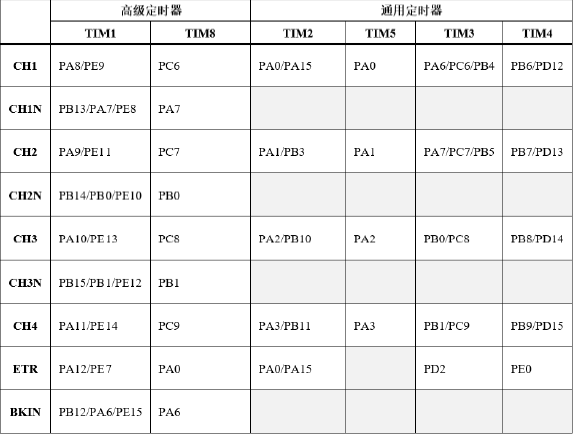 高级定时器 通用定时器
TIM1 TIM8 TIM2 TIM5 TIM3 TIM4
CH1 PA8/PE9 PC6 PA0/PA15 PA0 PA6/PC6/PB4 PB6/PD12
CH1N PB13/PA7/PE8 PA7
CH2 PA9/PE11 PC7 PA1/PB3 PA1 PA7/PC7/PB5 PB7/PD13
CH2N PB14/PB0/PE10 PB0
CH3 PA10/PE13 PC8 PA2/PB10 PA2 PB0/PC8 PB8/PD14
CH3N PB15/PB1/PE12 PB1
CH4 PA11/PE14 PC9 PA3/PB11 PA3 PB1/PC9 PB9/PD15
ETR PA12/PE7 PA0 PA0/PA15 PD2 PE0
BKIN PB12/PA6/PE15 PA6